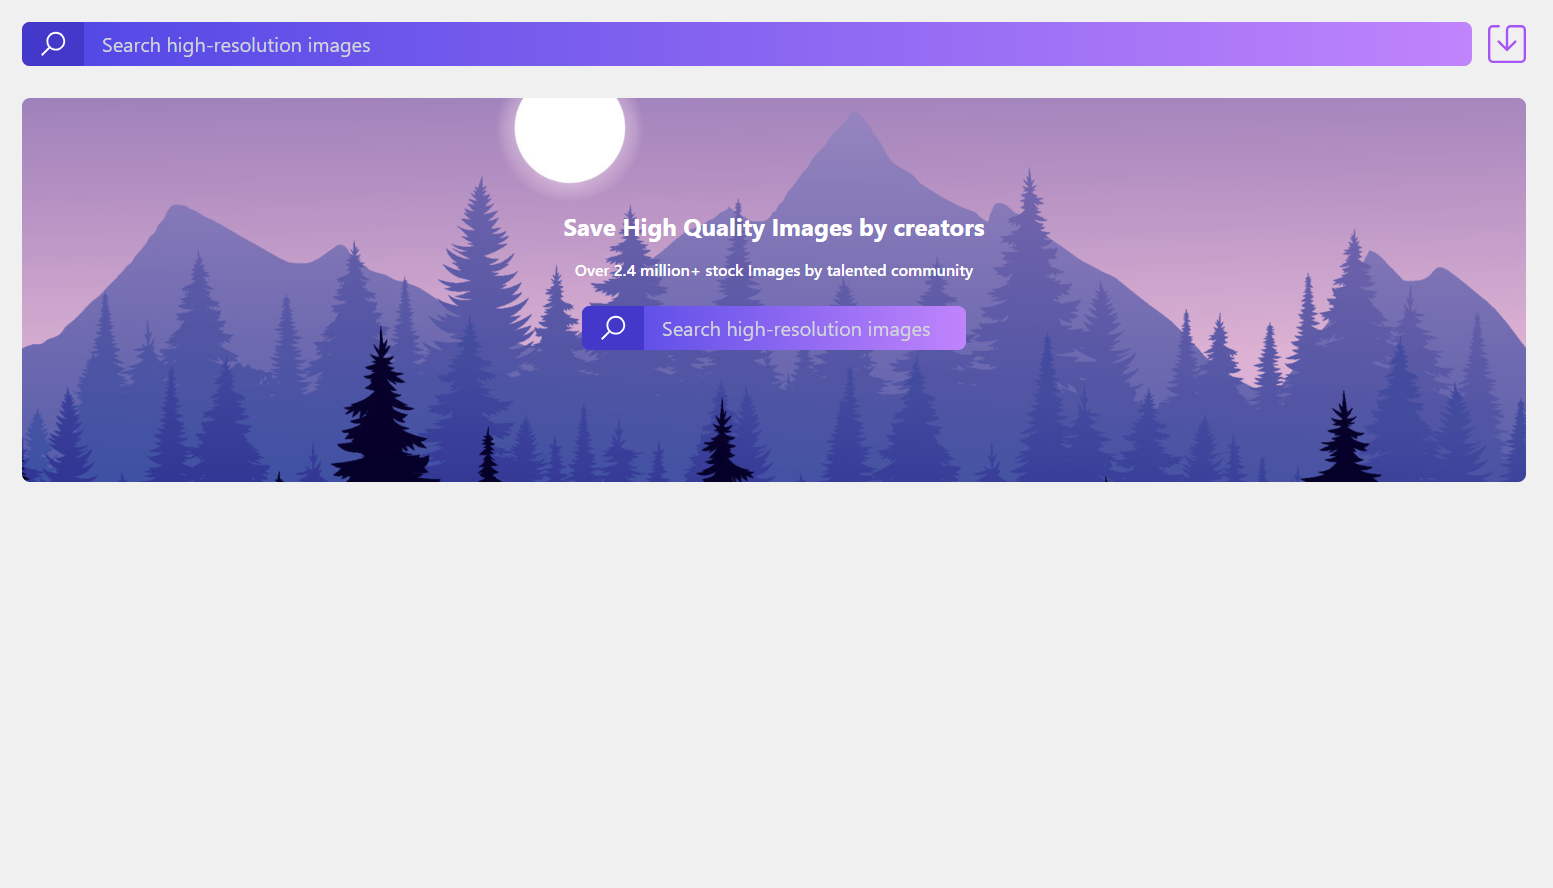 Search high-resolution images
Save High Quality Images by creators
Over 2.4 million+ stock Images by talented community
Search high-resolution images